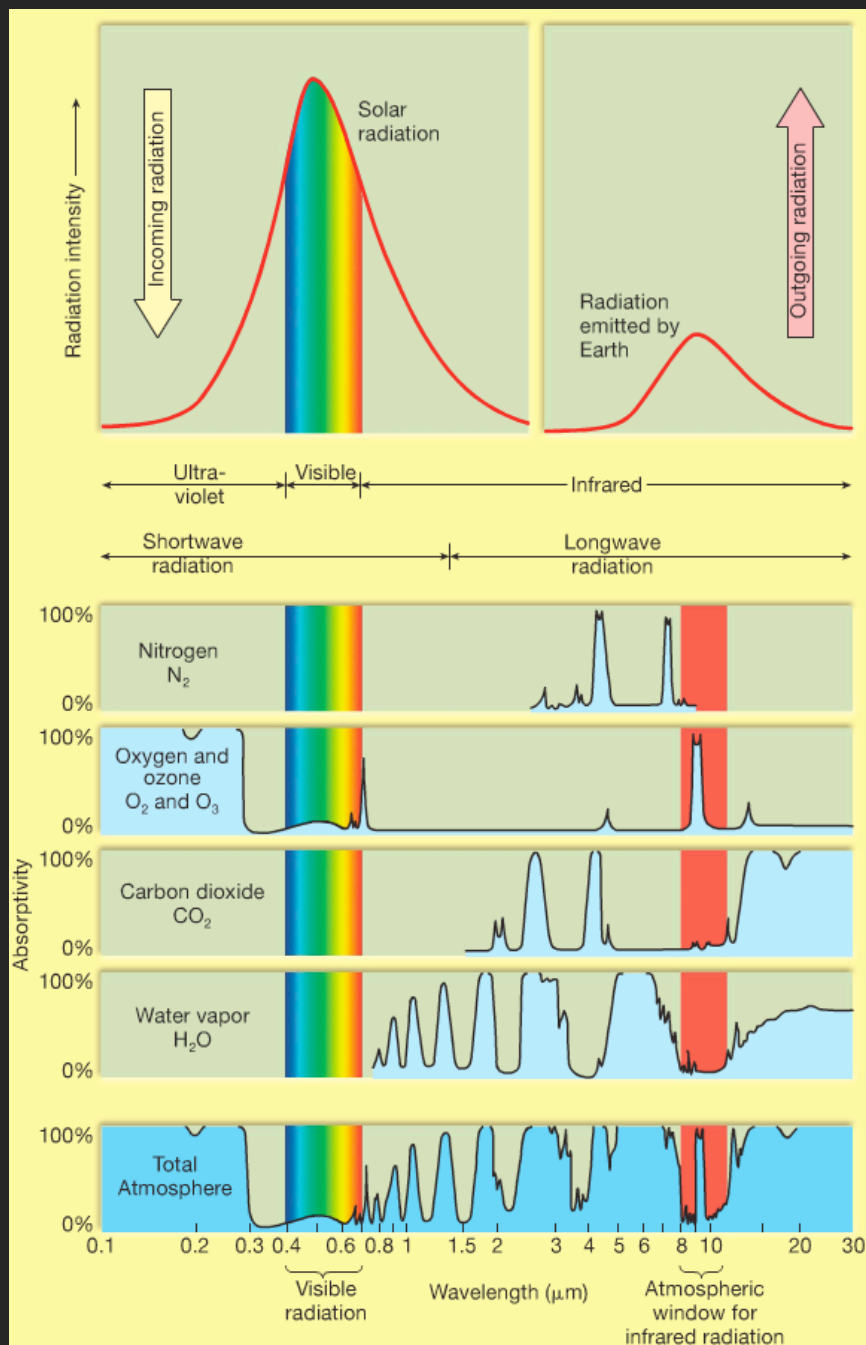 Radiation intensity
Incoming radiation
Solar
radiation
Radiation
emitted by
Earth
Outgoing radiation
Ultra-
violet
Visible
Infrared
Shortwave
radiation
Longwave
radiation
Absorptivity
100%
Nitrogen
N₂
0%
100%
Oxygen and
ozone
O₂ and O₃
0%
100%
Carbon dioxide
CO₂
0%
100%
Water vapor
H₂O
0%
100%
Total
Atmosphere
0%
0.1 0.2 0.3 0.4 0.6 0.8 1 1.5 2 3 4 5 6 8 10 20 30
Visible
radiation
Wavelength (μm)
Atmospheric
window for
infrared radiation